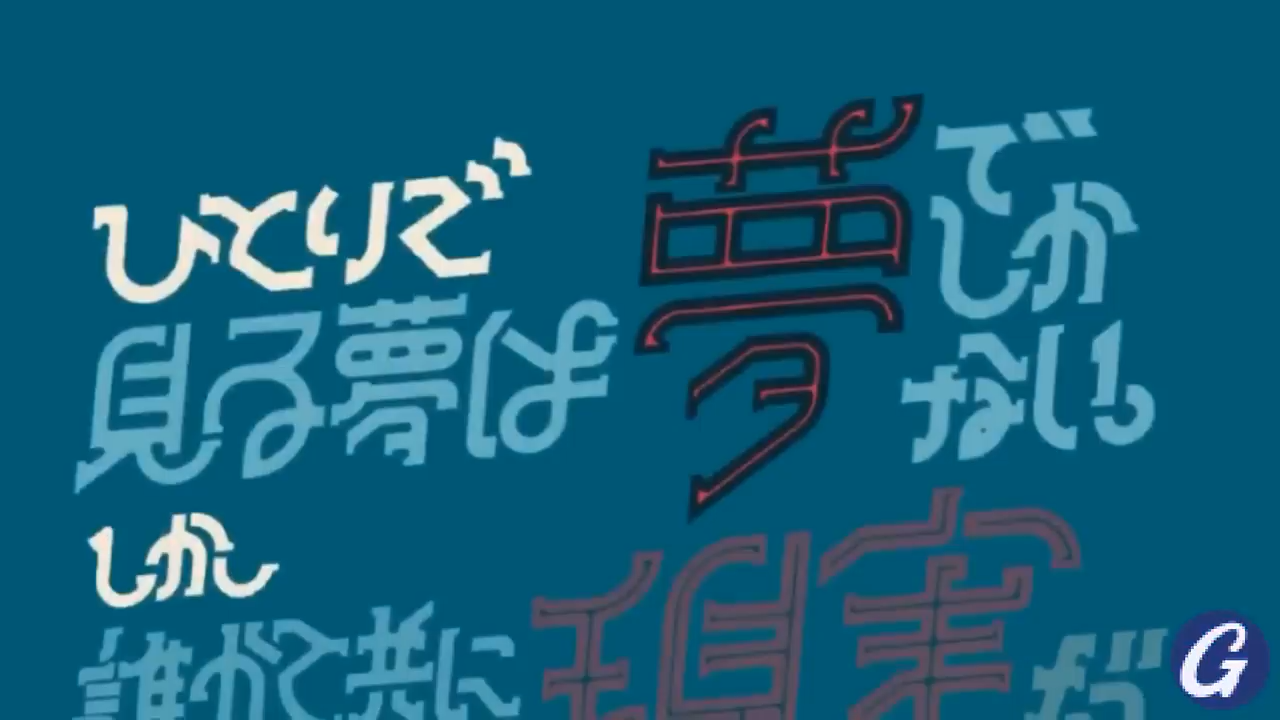 ひとりで
見る夢は
夢でしかない
しかし
誰かと共に
現実だ
G